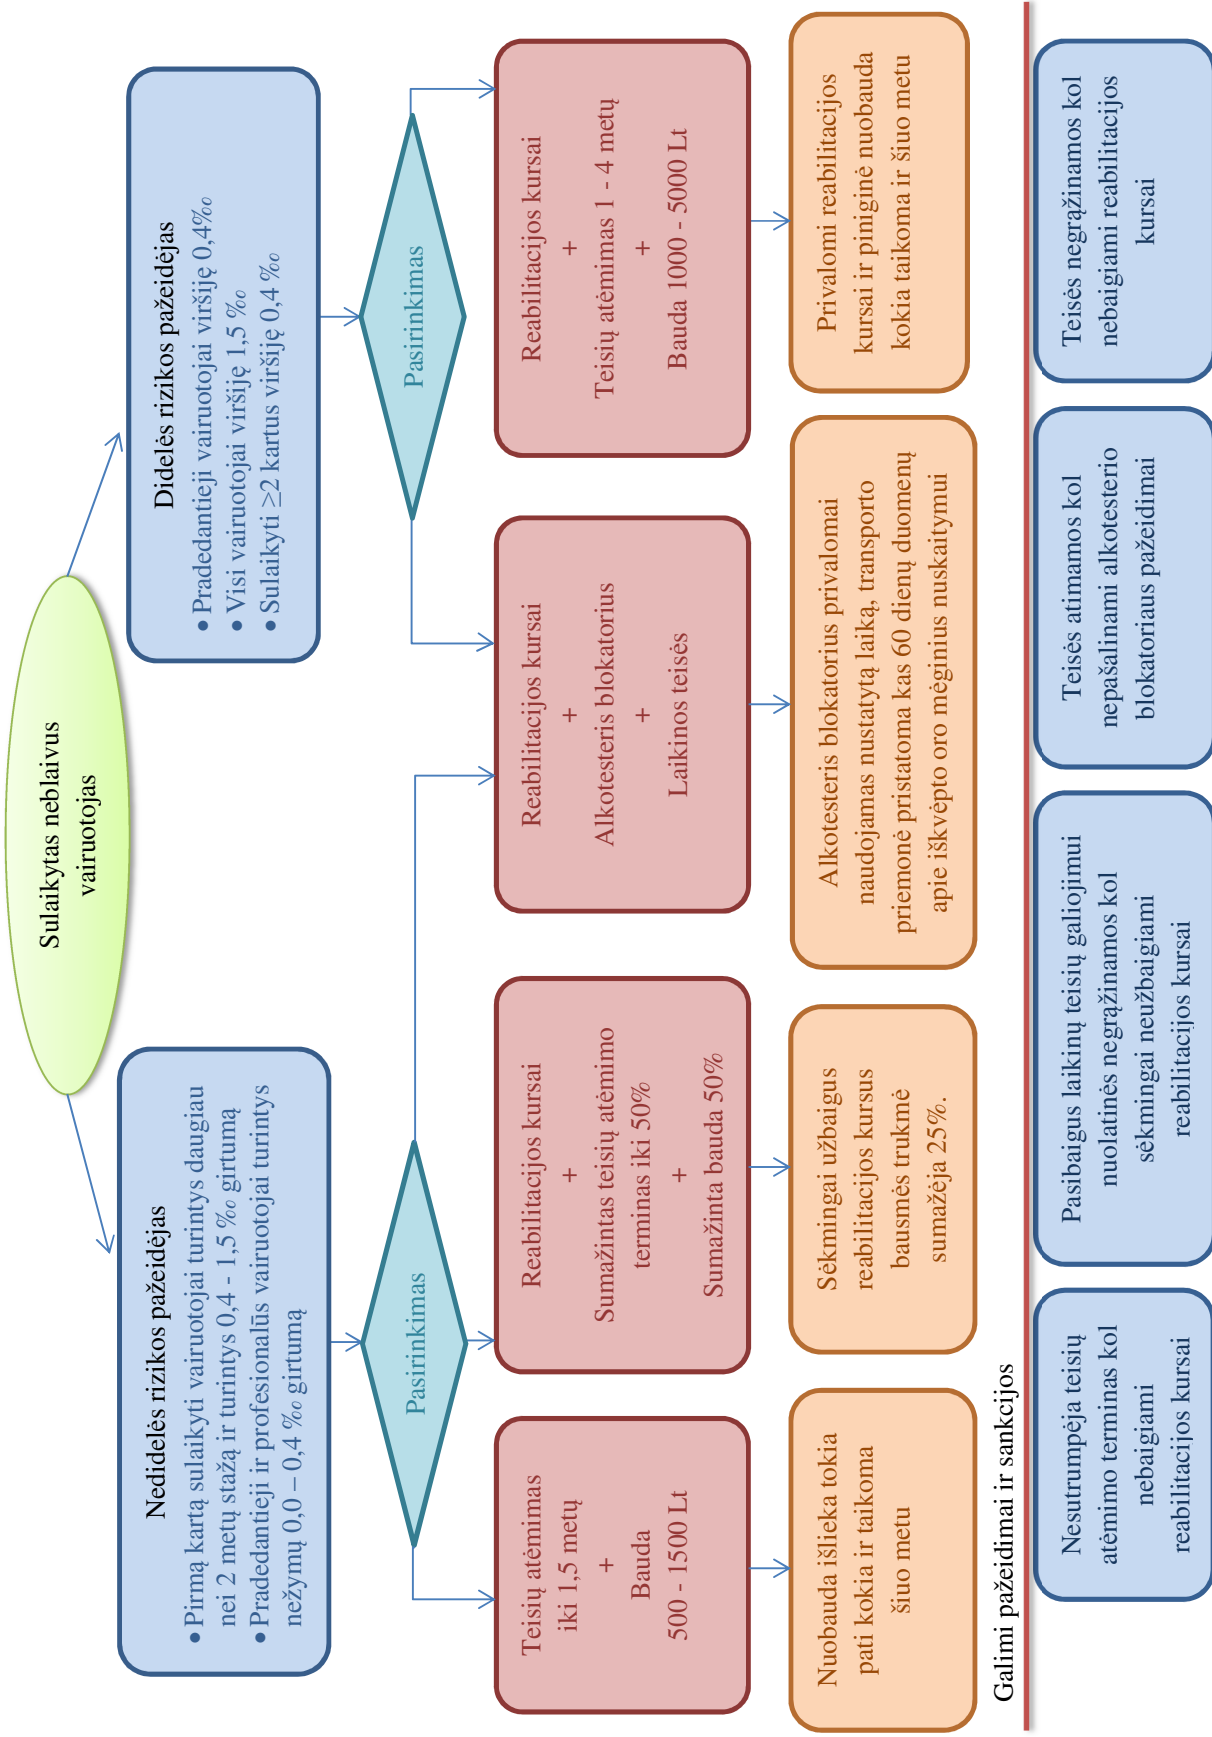 Sulaikytas neblaivus
vairuotojas
Nedidelės rizikos pažeidėjas
• Pirmą kartą sulaikyti vairuotojai turintys daugiau
nei 2 metų stažą ir turintys 0,4 - 1,5 ‰ girtumą
• Pradedantieji ir profesionalūs vairuotojai turintys
nežymų 0,0 – 0,4 ‰ girtumą
Didelės rizikos pažeidėjas
• Pradedantieji vairuotojai viršiję 0,4‰
• Visi vairuotojai viršiję 1,5 ‰
• Sulaikyti ≥2 kartus viršiję 0,4 ‰
Pasirinkimas
Pasirinkimas
Teisių atėmimas
iki 1,5 metų
+
Bauda
500 - 1500 Lt
Reabilitacijos kursai
+
Sumažintas teisių atėmimo
terminas iki 50%
+
Sumažinta bauda 50%
Reabilitacijos kursai
+
Alkotesteris blokatorius
+
Laikinos teisės
Reabilitacijos kursai
+
Teisių atėmimas 1 - 4 metų
+
Bauda 1000 - 5000 Lt
Nuobauda išlieka tokia
pati kokia ir taikoma
šiuo metu
Sėkmingai užbaigus
reabilitacijos kursus
bausmės trukmė
sumažėja 25%.
Alkotesteris blokatorius privalomai
naudojamas nustatytą laiką, transporto
priemonė pristatoma kas 60 dienų duomenų
apie iškvėpto oro mėginius nuskaitymui
Privalomi reabilitacijos
kursai ir piniginė nuobauda
kokia taikoma ir šiuo metu
Galimi pažeidimai ir sankcijos
Nesutrumpėja teisių
atėmimo terminas kol
nebaigiami
reabilitacijos kursai
Pasibaigus laikinų teisių galiojimui
nuolatinės negrąžinamos kol
sėkmingai neužbaigiami
reabilitacijos kursai
Teisės atimamos kol
nepašalinami alkotesterio
blokatoriaus pažeidimai
Teisės negrąžinamos kol
nebaigiami reabilitacijos
kursai